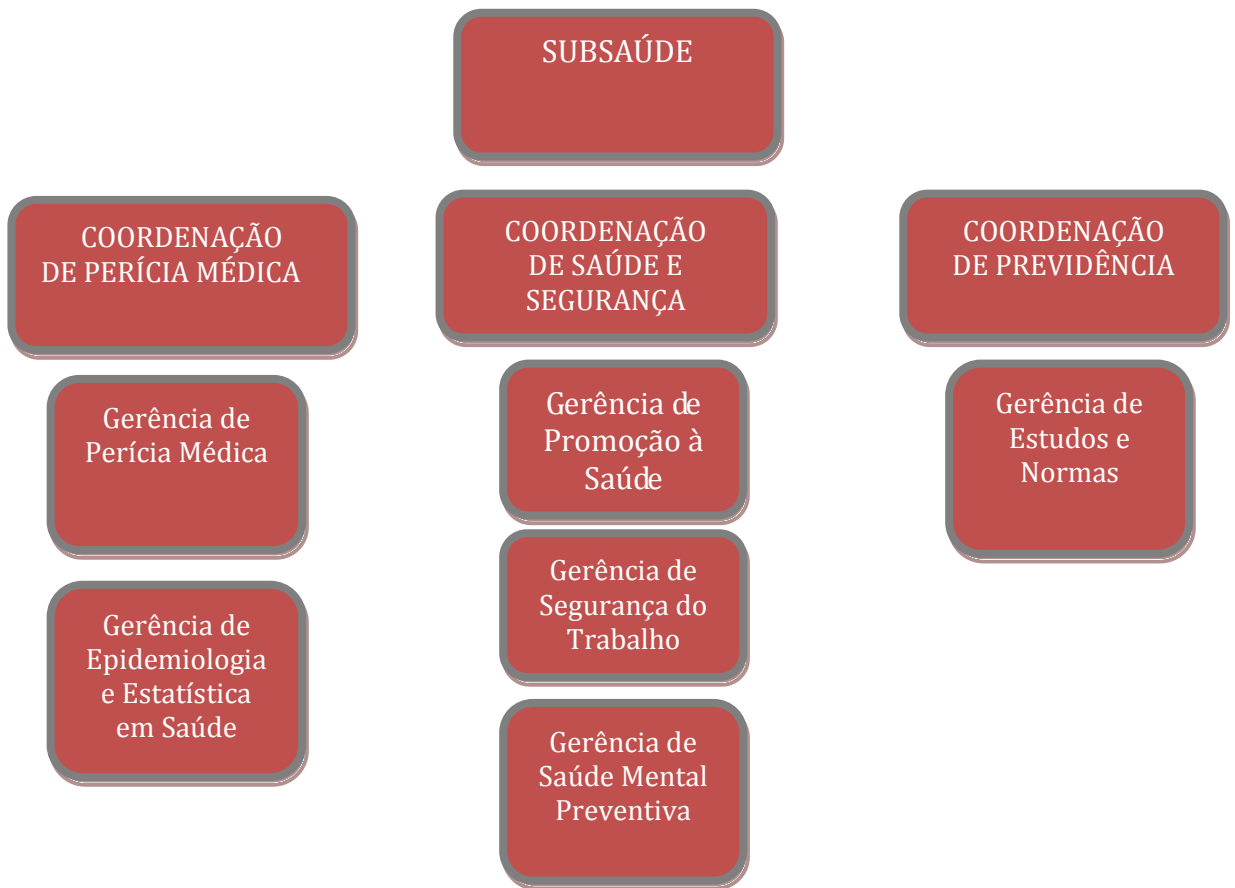 SUBSAÚDE
COORDENAÇÃO
DE PERÍCIA MÉDICA
COORDENAÇÃO
DE SAÚDE E
SEGURANÇA
COORDENAÇÃO
DE PREVIDÊNCIA
Gerência de
Perícia Médica
Gerência de
Promoção à
Saúde
Gerência de
Estudos e
Normas
Gerência de
Segurança do
Trabalho
Gerência de
Epidemiologia
e Estatística
em Saúde
Gerência de
Saúde Mental
Preventiva